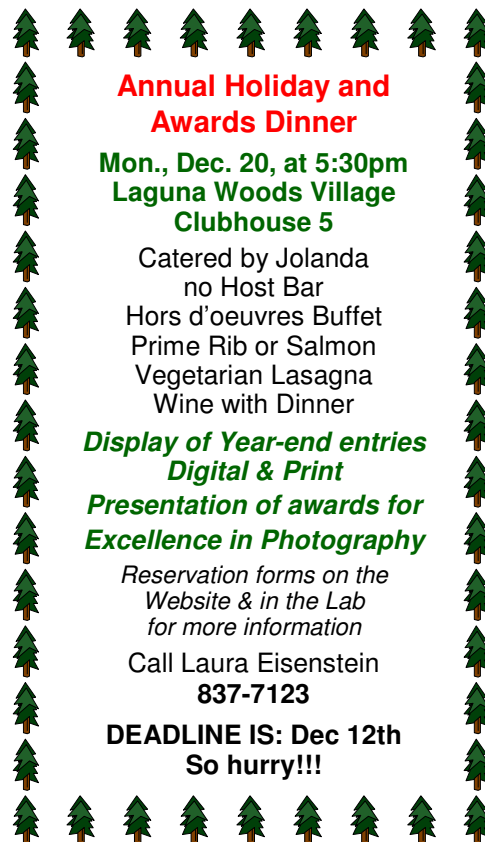 Annual Holiday and
Awards Dinner
Mon., Dec. 20, at 5:30pm
Laguna Woods Village
Clubhouse 5
Catered by Jolanda
no Host Bar
Hors d'oeuvres Buffet
Prime Rib or Salmon
Vegetarian Lasagna
Wine with Dinner
Display of Year-end entries
Digital & Print
Presentation of awards for
Excellence in Photography
Reservation forms on the
Website & in the Lab
for more information
Call Laura Eisenstein
837-7123
DEADLINE IS: Dec 12th
So hurry!!!